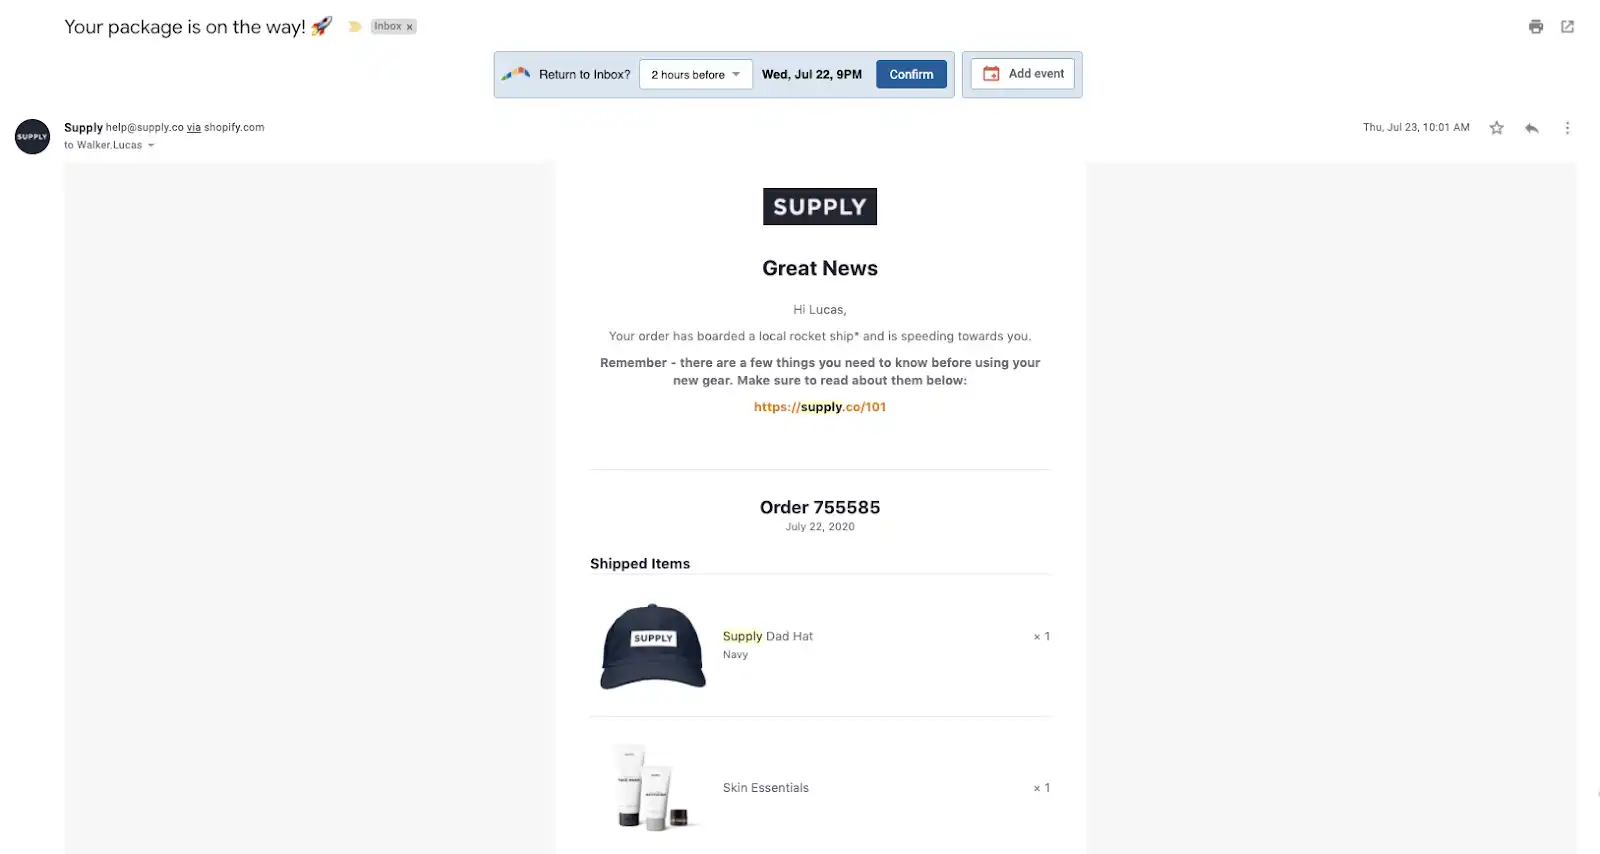 Your package is on the way! 🚀 Inbox ×
Return to Inbox? 2 hours before Wed, Jul 22, 9PM Confirm Add event
SUPPLY
Supply help@supply.co via shopify.com
Thu, Jul 23, 10:01 AM
to Walker.Lucas
SUPPLY
Great News
Hi Lucas,
Your order has boarded a local rocket ship* and is speeding towards you.
Remember - there are a few things you need to know before using your
new gear. Make sure to read about them below:
https://supply.co/101
Order 755585
July 22, 2020
Shipped Items
SUPPLY
Supply Dad Hat × 1
Navy
Skin Essentials × 1